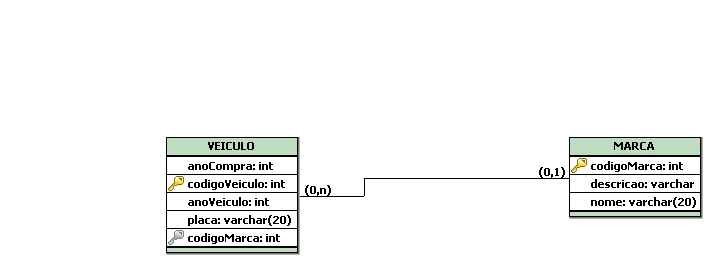 VEICULO
anoCompra: int
codigoVeiculo: int
anoVeiculo: int
placa: varchar(20)
codigoMarca: int
(0,n)
(0,1)
MARCA
codigoMarca: int
descricao: varchar
nome: varchar(20)